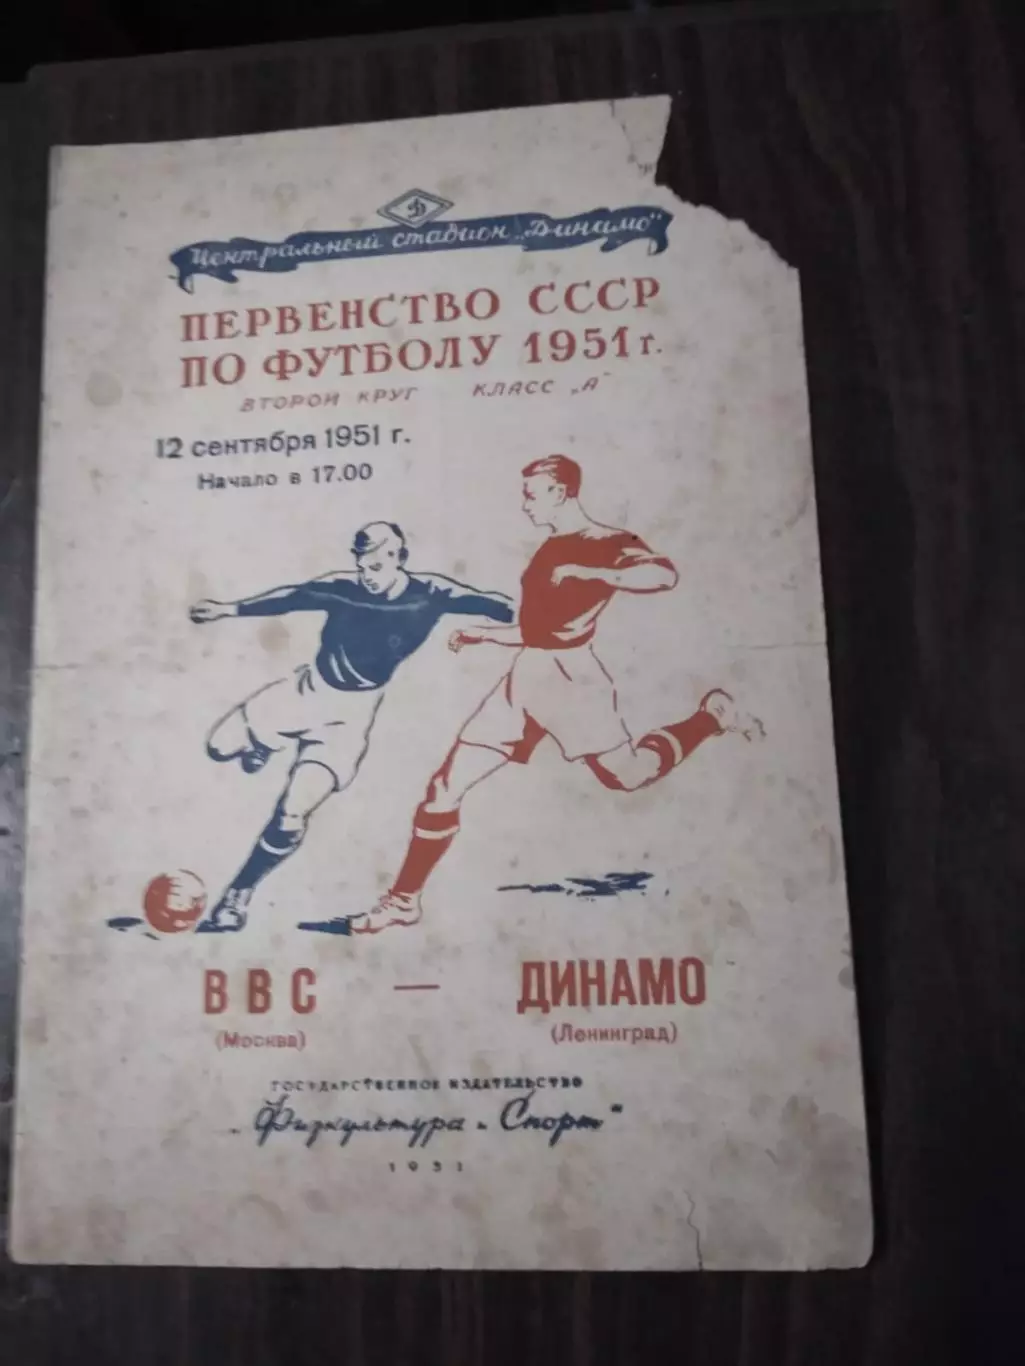 Д
Центральный стадион „Динамо"
ПЕРВЕНСТВО СССР
ПО ФУТБОЛУ 1951 г.
ВТОРОЙ КРУГ КЛАСС „А"
12 сентября 1951 г.
Начало в 17.00
ВВС — ДИНАМО
(Москва) (Ленинград)
ГОСУДАРСТВЕННОЕ ИЗДАТЕЛЬСТВО
„Физкультура и Спорт"
1951